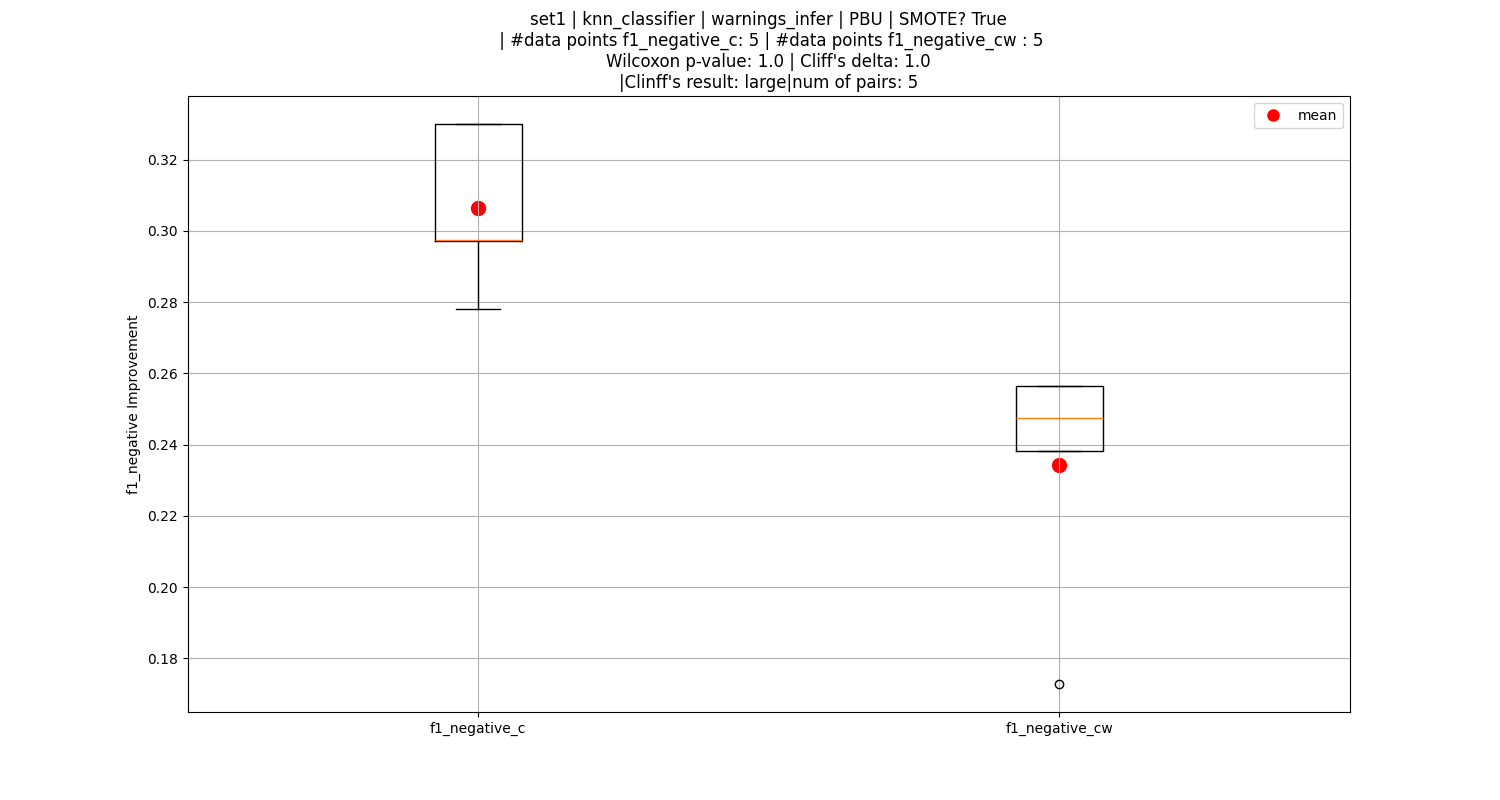 set1 | knn_classifier | warnings_infer | PBU | SMOTE? True
| #data points f1_negative_c: 5 | #data points f1_negative_cw : 5
Wilcoxon p-value: 1.0 | Cliff's delta: 1.0
|Clinff's result: large|num of pairs: 5
mean
0.32
0.30
0.28
0.26
0.24
0.22
0.20
0.18
f1_negative Improvement
f1_negative_c
f1_negative_cw